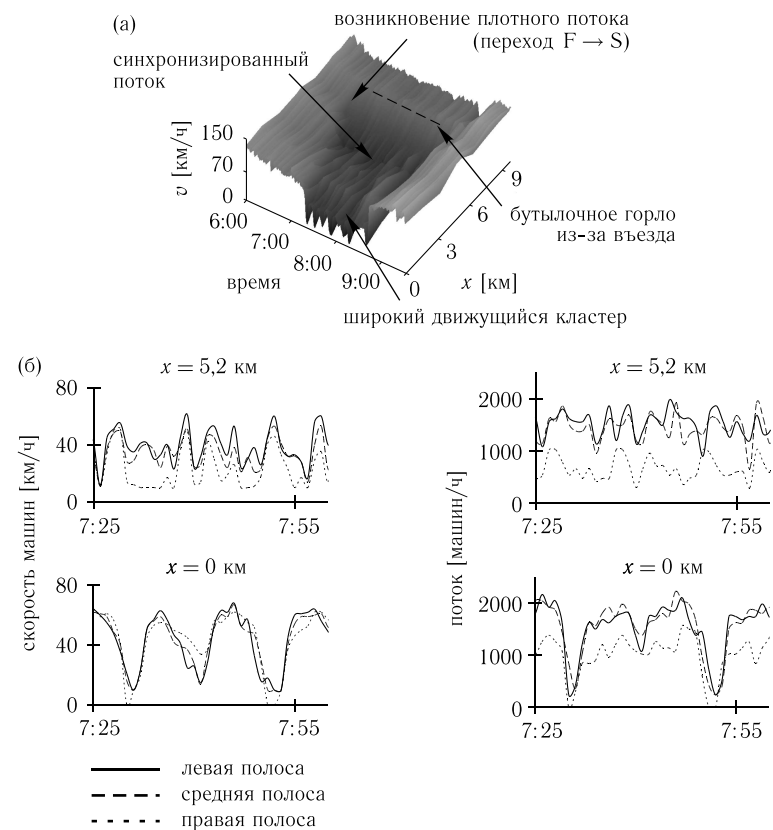 (а)
возникновение плотного потока
(переход F → S)
синхронизированный
поток
v [км/ч]
150
70
0
6:00
7:00
8:00
9:00
время
0
3
6
9
x [км]
бутылочное горло
из-за въезда
широкий движущийся кластер
(б)
x = 5,2 км
скорость машин [км/ч]
80
40
0
7:25
7:55
x = 5,2 км
поток [машин/ч]
2000
1000
0
7:25
7:55
x = 0 км
80
40
0
7:25
7:55
x = 0 км
2000
1000
0
7:25
7:55
левая полоса
средняя полоса
правая полоса